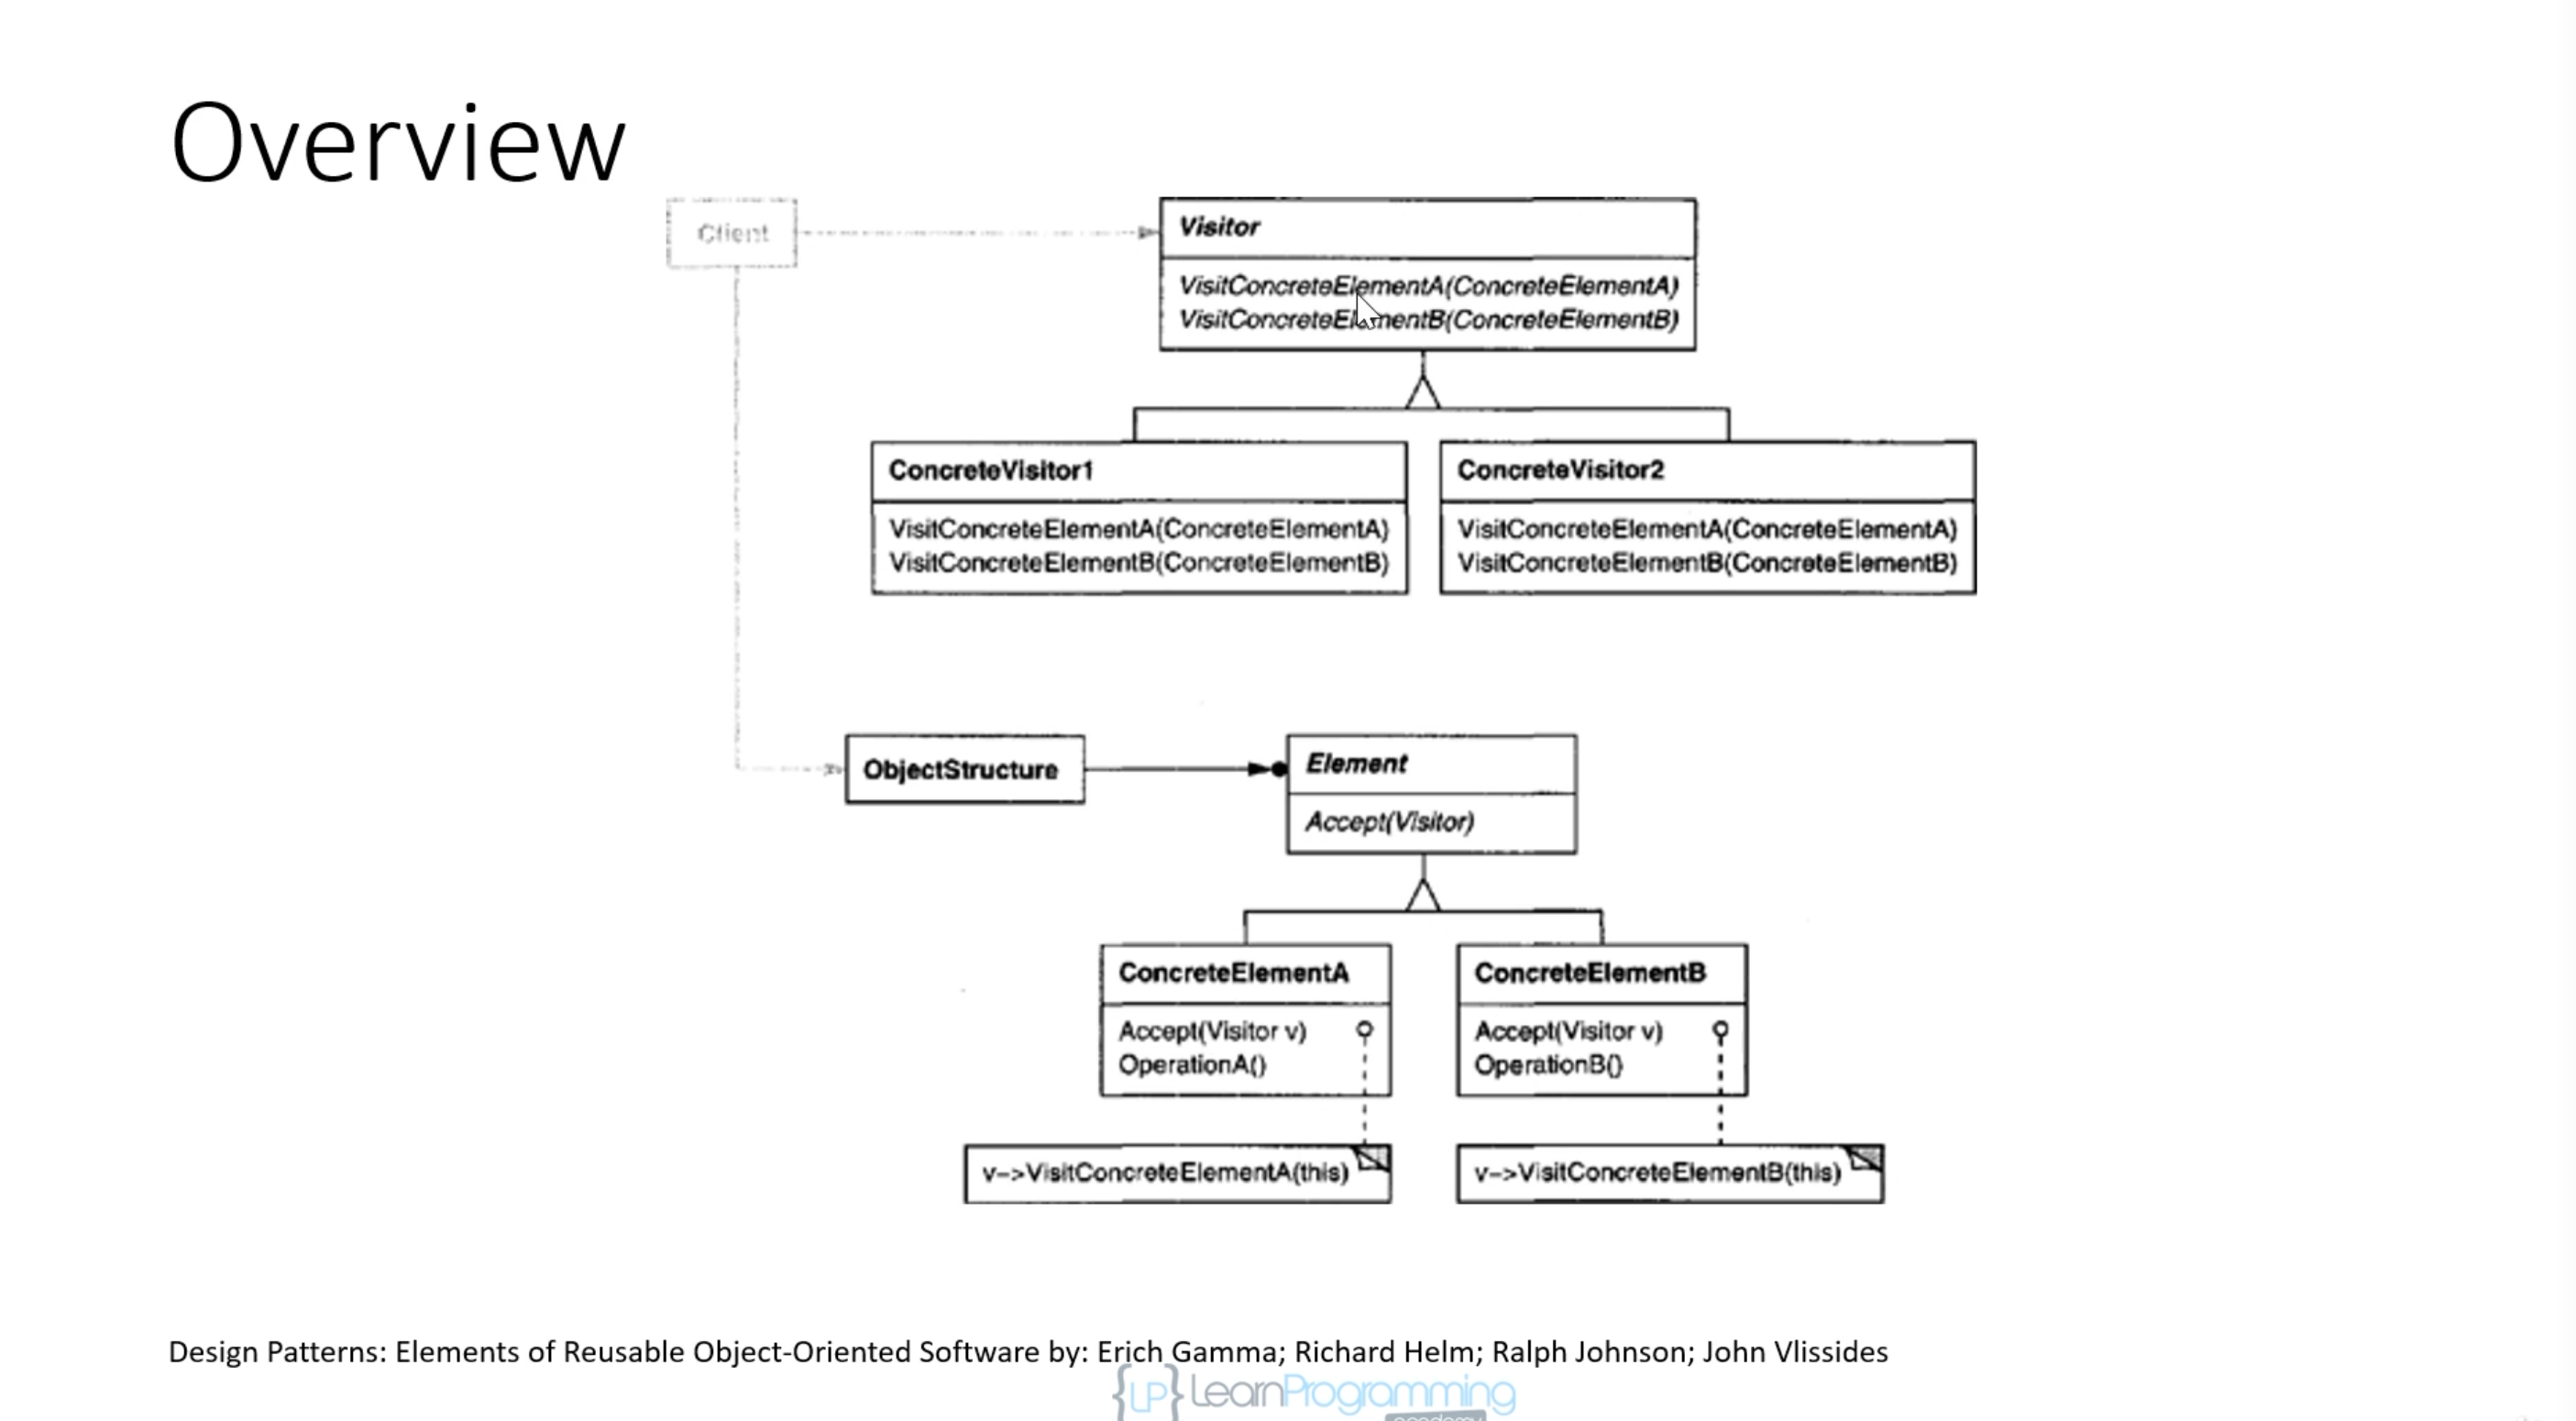 Overview
Client
Visitor
VisitConcreteElementA(ConcreteElementA)
VisitConcreteElementB(ConcreteElementB)
ConcreteVisitor1
VisitConcreteElementA(ConcreteElementA)
VisitConcreteElementB(ConcreteElementB)
ConcreteVisitor2
VisitConcreteElementA(ConcreteElementA)
VisitConcreteElementB(ConcreteElementB)
ObjectStructure
Element
Accept(Visitor)
ConcreteElementA
Accept(Visitor v)
OperationA()
ConcreteElementB
Accept(Visitor v)
OperationB()
v->VisitConcreteElementA(this)
v->VisitConcreteElementB(this)
Design Patterns: Elements of Reusable Object-Oriented Software by: Erich Gamma; Richard Helm; Ralph Johnson; John Vlissides
{LP} LearnProgramming
academy